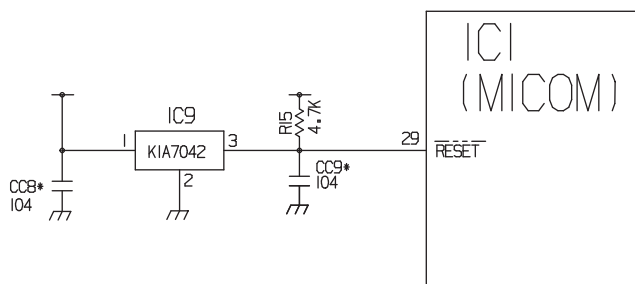 IC1
(MICOM)
IC9
R15
4.7K
1
KIA7042
3
29
RESET
2
CC8*
104
CC9*
104